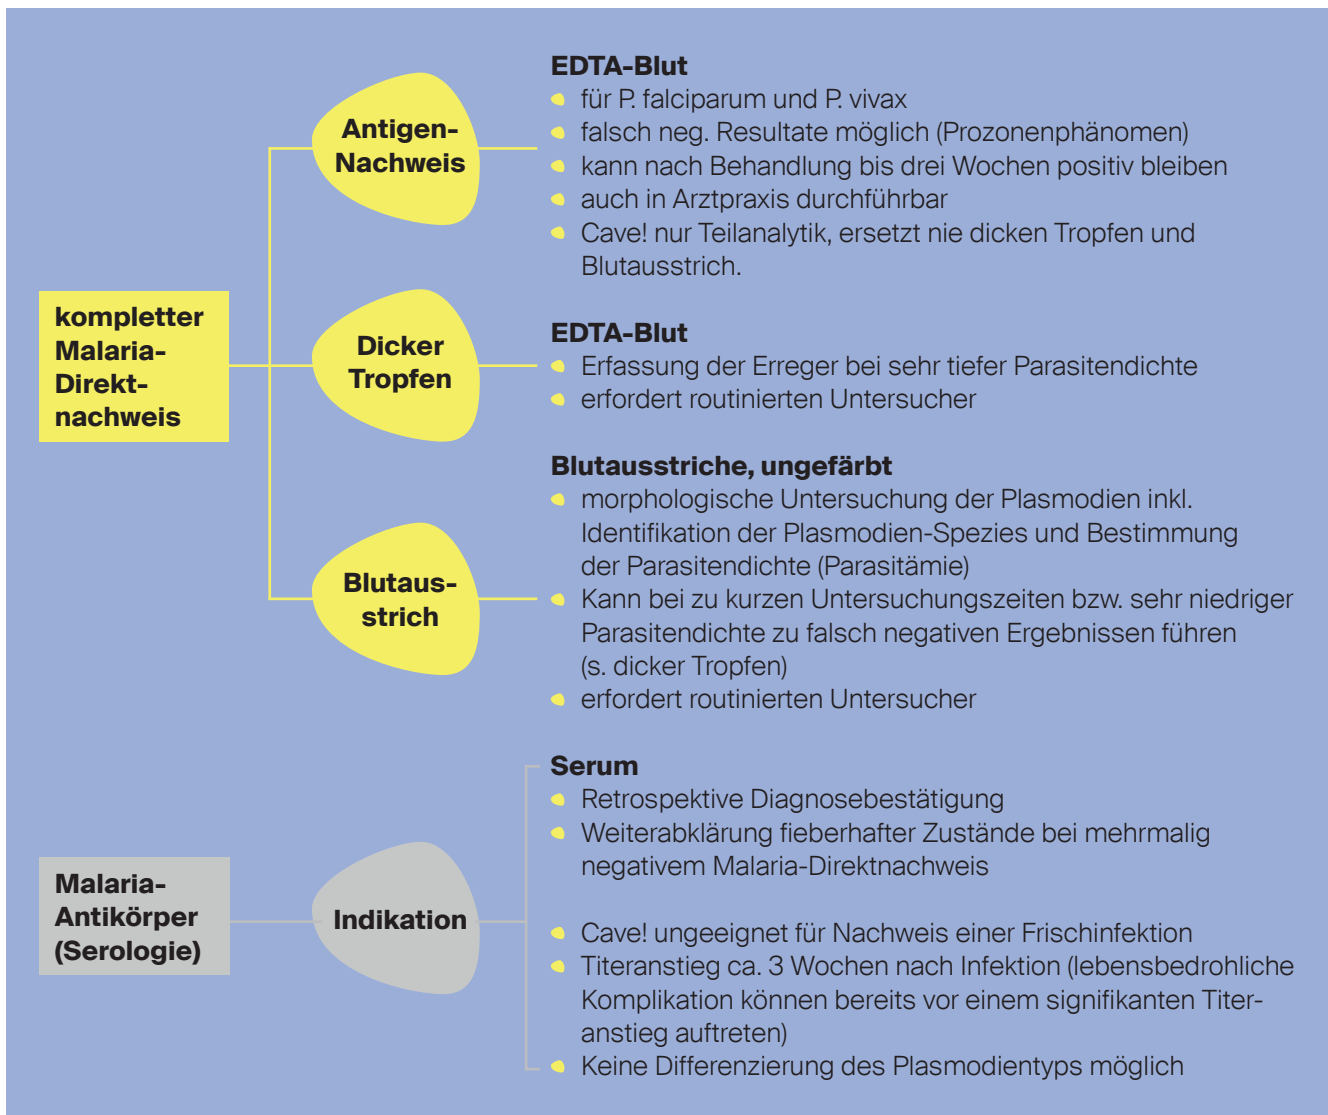 kompletter
Malaria-
Direkt-
nachweis
Antigen-
Nachweis
EDTA-Blut
für P. falciparum und P. vivax
falsch neg. Resultate möglich (Prozonenphänomen)
kann nach Behandlung bis drei Wochen positiv bleiben
auch in Arztpraxis durchführbar
Cave! nur Teilanalytik, ersetzt nie dicken Tropfen und
Blutausstrich.
Dicker
Tropfen
EDTA-Blut
Erfassung der Erreger bei sehr tiefer Parasitendichte
erfordert routinierten Untersucher
Blutaus-
strich
Blutausstriche, ungefärbt
morphologische Untersuchung der Plasmodien inkl.
Identifikation der Plasmodien-Spezies und Bestimmung
der Parasitendichte (Parasitämie)
Kann bei zu kurzen Untersuchungszeiten bzw. sehr niedriger
Parasitendichte zu falsch negativen Ergebnissen führen
(s. dicker Tropfen)
erfordert routinierten Untersucher
Malaria-
Antikörper
(Serologie)
Indikation
Serum
Retrospektive Diagnosebestätigung
Weiterabklärung fieberhafter Zustände bei mehrmalig
negativem Malaria-Direktnachweis
Cave! ungeeignet für Nachweis einer Frischinfektion
Titeranstieg ca. 3 Wochen nach Infektion (lebensbedrohliche
Komplikation können bereits vor einem signifikanten Titer-
anstieg auftreten)
Keine Differenzierung des Plasmodientyps möglich